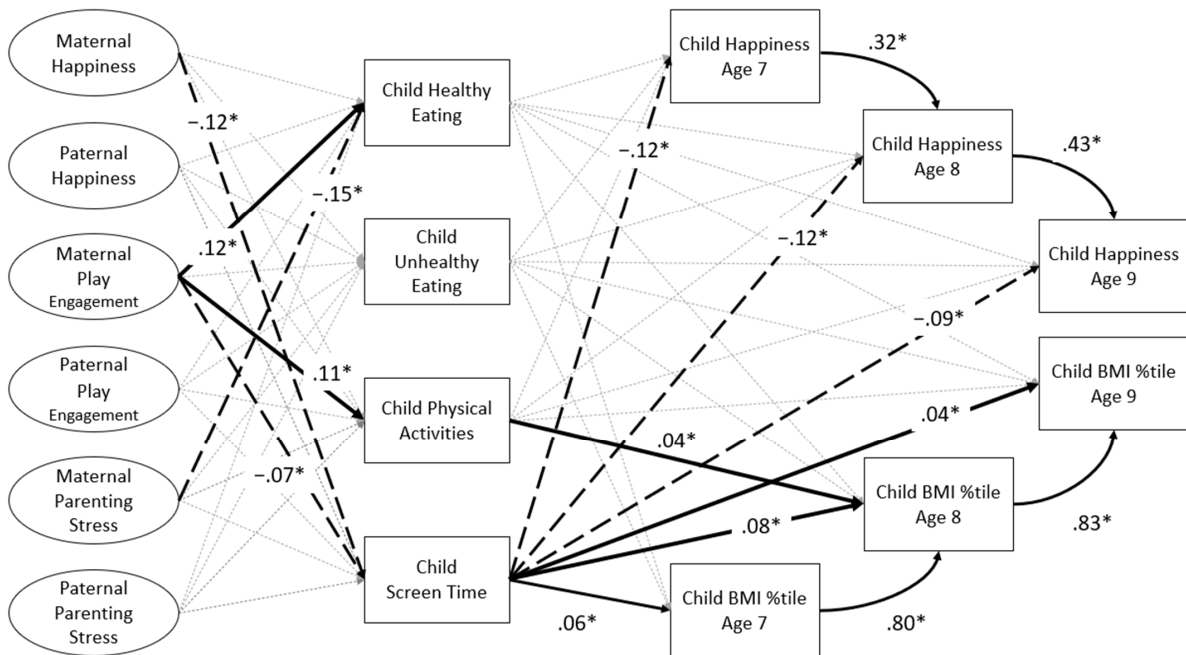 Maternal
Happiness
Paternal
Happiness
Maternal
Play
Engagement
Paternal
Play
Engagement
Maternal
Parenting
Stress
Paternal
Parenting
Stress
−.12*
−.15*
.12*
.11*
−.07*
Child Healthy
Eating
Child
Unhealthy
Eating
Child Physical
Activities
Child
Screen Time
−.12*
−.12*
−.09*
.04*
.04*
.08*
.06*
Child Happiness
Age 7
.32*
Child Happiness
Age 8
.43*
Child Happiness
Age 9
Child BMI %tile
Age 9
Child BMI %tile
Age 8
.83*
Child BMI %tile
Age 7
.80*